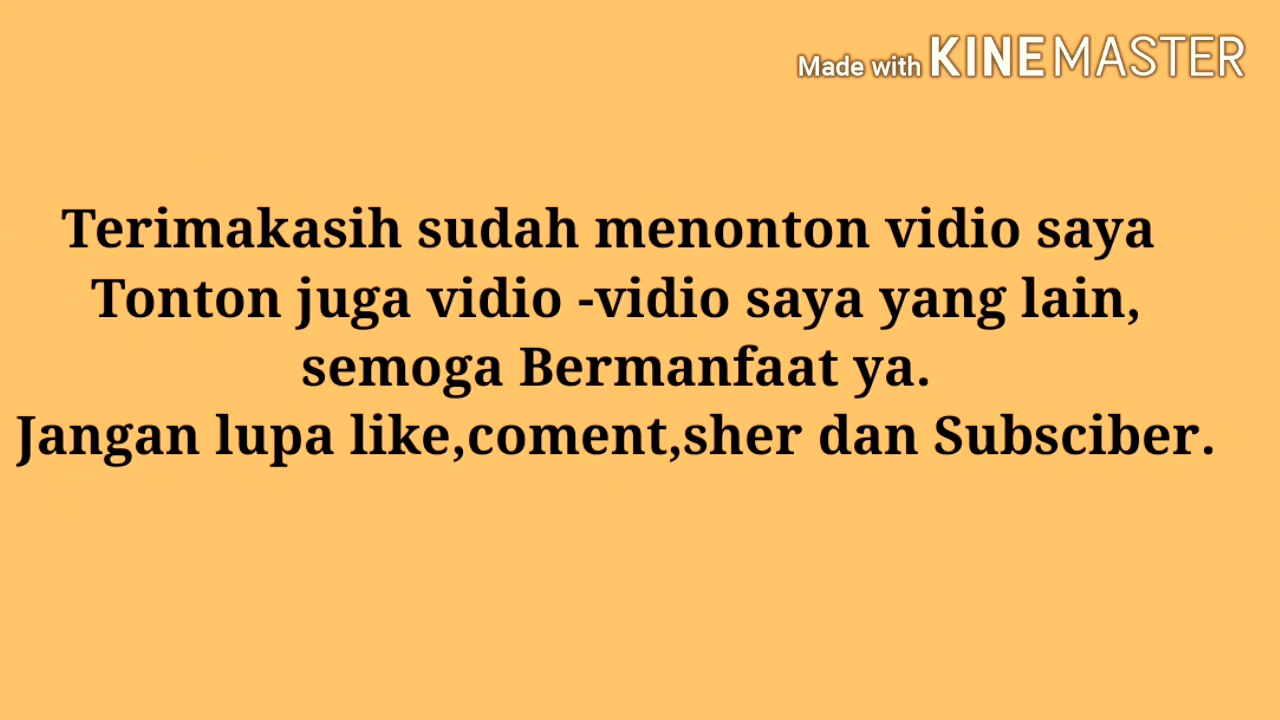 Made with KINEMASTER
Terimakasih sudah menonton vidio saya
Tonton juga vidio -vidio saya yang lain,
semoga Bermanfaat ya.
Jangan lupa like,coment,sher dan Subsciber.